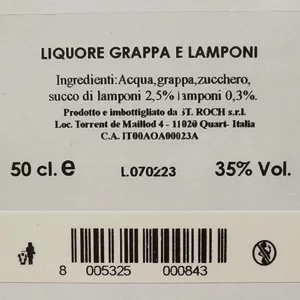 LIQUORE GRAPPA E LAMPONI
Ingredienti:Acqua,grappa,zucchero,
succo di lamponi 2,5% lamponi 0,3%.
Prodotto e imbottigliato da ST. ROCH s.r.l.
Loc. Torrent de Maillod 4 - 11020 Quart- Italia
C.A. IT00AOA00023A
50 cl. e L.070223 35% Vol.
8 005325 000843